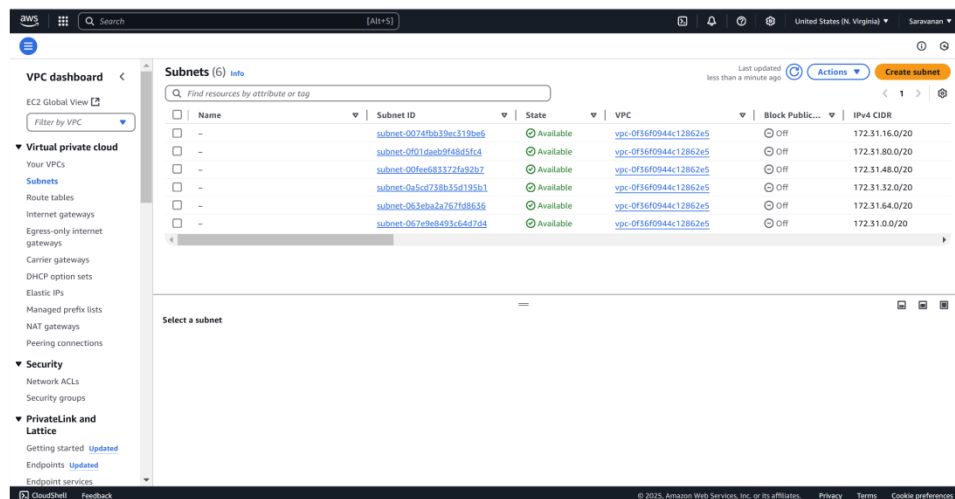 aws Search [Alt+S] United States (N. Virginia) Saravanan
VPC dashboard
EC2 Global View
Filter by VPC
Virtual private cloud
Your VPCs
Subnets
Route tables
Internet gateways
Egress-only internet
gateways
Carrier gateways
DHCP option sets
Elastic IPs
Managed prefix lists
NAT gateways
Peering connections
Security
Network ACLs
Security groups
PrivateLink and
Lattice
Getting started Updated
Endpoints Updated
Endpoint services
Subnets (6) Info
Last updated
less than a minute ago
Actions
Create subnet
Find resources by attribute or tag
1
Name Subnet ID State VPC Block Public... IPv4 CIDR
– subnet-0074fbb39ec319be6 Available vpc-0f36f0944c12862e5 Off 172.31.16.0/20
– subnet-0f01daeb9f48d5fc4 Available vpc-0f36f0944c12862e5 Off 172.31.80.0/20
– subnet-00fee683372fa92b7 Available vpc-0f36f0944c12862e5 Off 172.31.48.0/20
– subnet-0a5cd738b35d195b1 Available vpc-0f36f0944c12862e5 Off 172.31.32.0/20
– subnet-063eba2a767fd8636 Available vpc-0f36f0944c12862e5 Off 172.31.64.0/20
– subnet-067e9e8493c64d7d4 Available vpc-0f36f0944c12862e5 Off 172.31.0.0/20
Select a subnet
CloudShell Feedback © 2025, Amazon Web Services, Inc. or its affiliates. Privacy Terms Cookie preferences